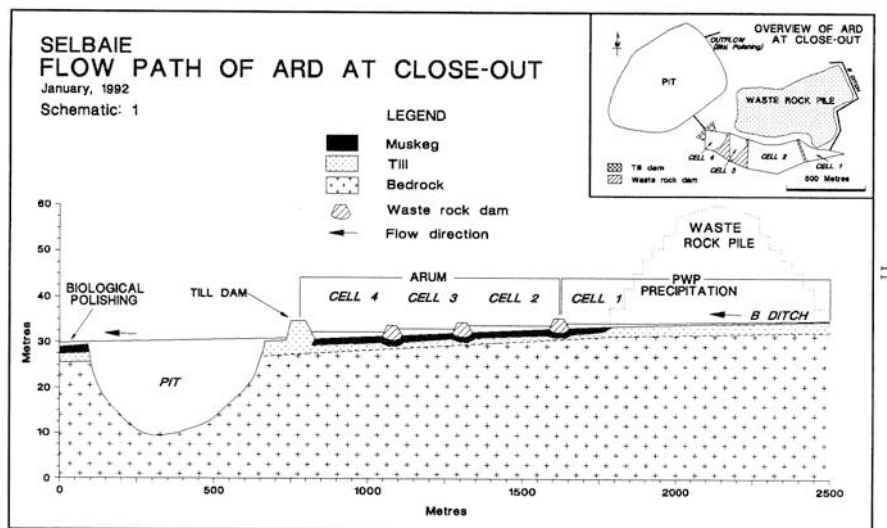 SELBAIE
FLOW PATH OF ARD AT CLOSE-OUT
January, 1992
Schematic: 1
LEGEND
Muskeg
Till
Bedrock
Waste rock dam
Flow direction
OVERVIEW OF ARD
AT CLOSE-OUT
N
OUTFLOW
PIT
WASTE ROCK PILE
B DITCH
CELL 4
CELL 3
CELL 2
CELL 1
Till dam
Waste rock dam
500 Metres
60
50
40
30
20
10
0
Metres
WASTE
ROCK PILE
BIOLOGICAL
POLISHING
TILL DAM
ARUM
PWP
PRECIPITATION
CELL 4
CELL 3
CELL 2
CELL 1
B DITCH
PIT
0
500
1000
1500
2000
2500
Metres
11